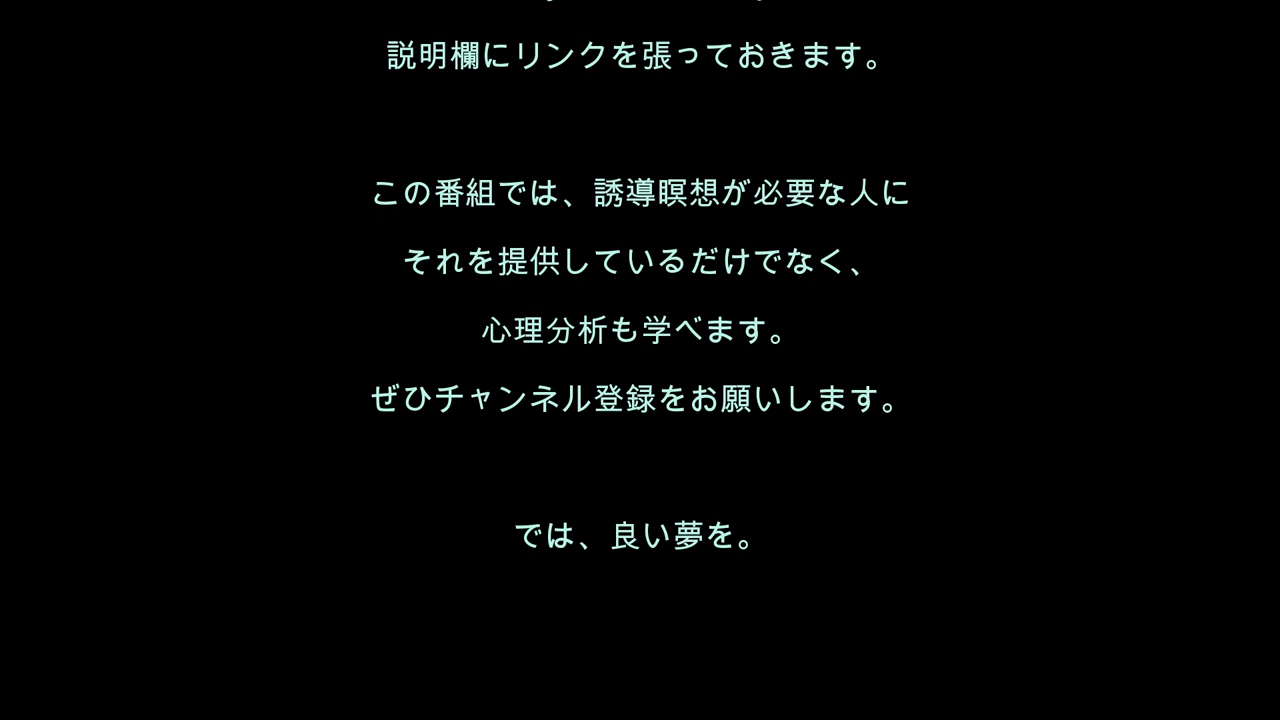 説明欄にリンクを張っておきます。
この番組では、誘導瞑想が必要な人に
それを提供しているだけでなく、
心理分析も学べます。
ぜひチャンネル登録をお願いします。
では、良い夢を。